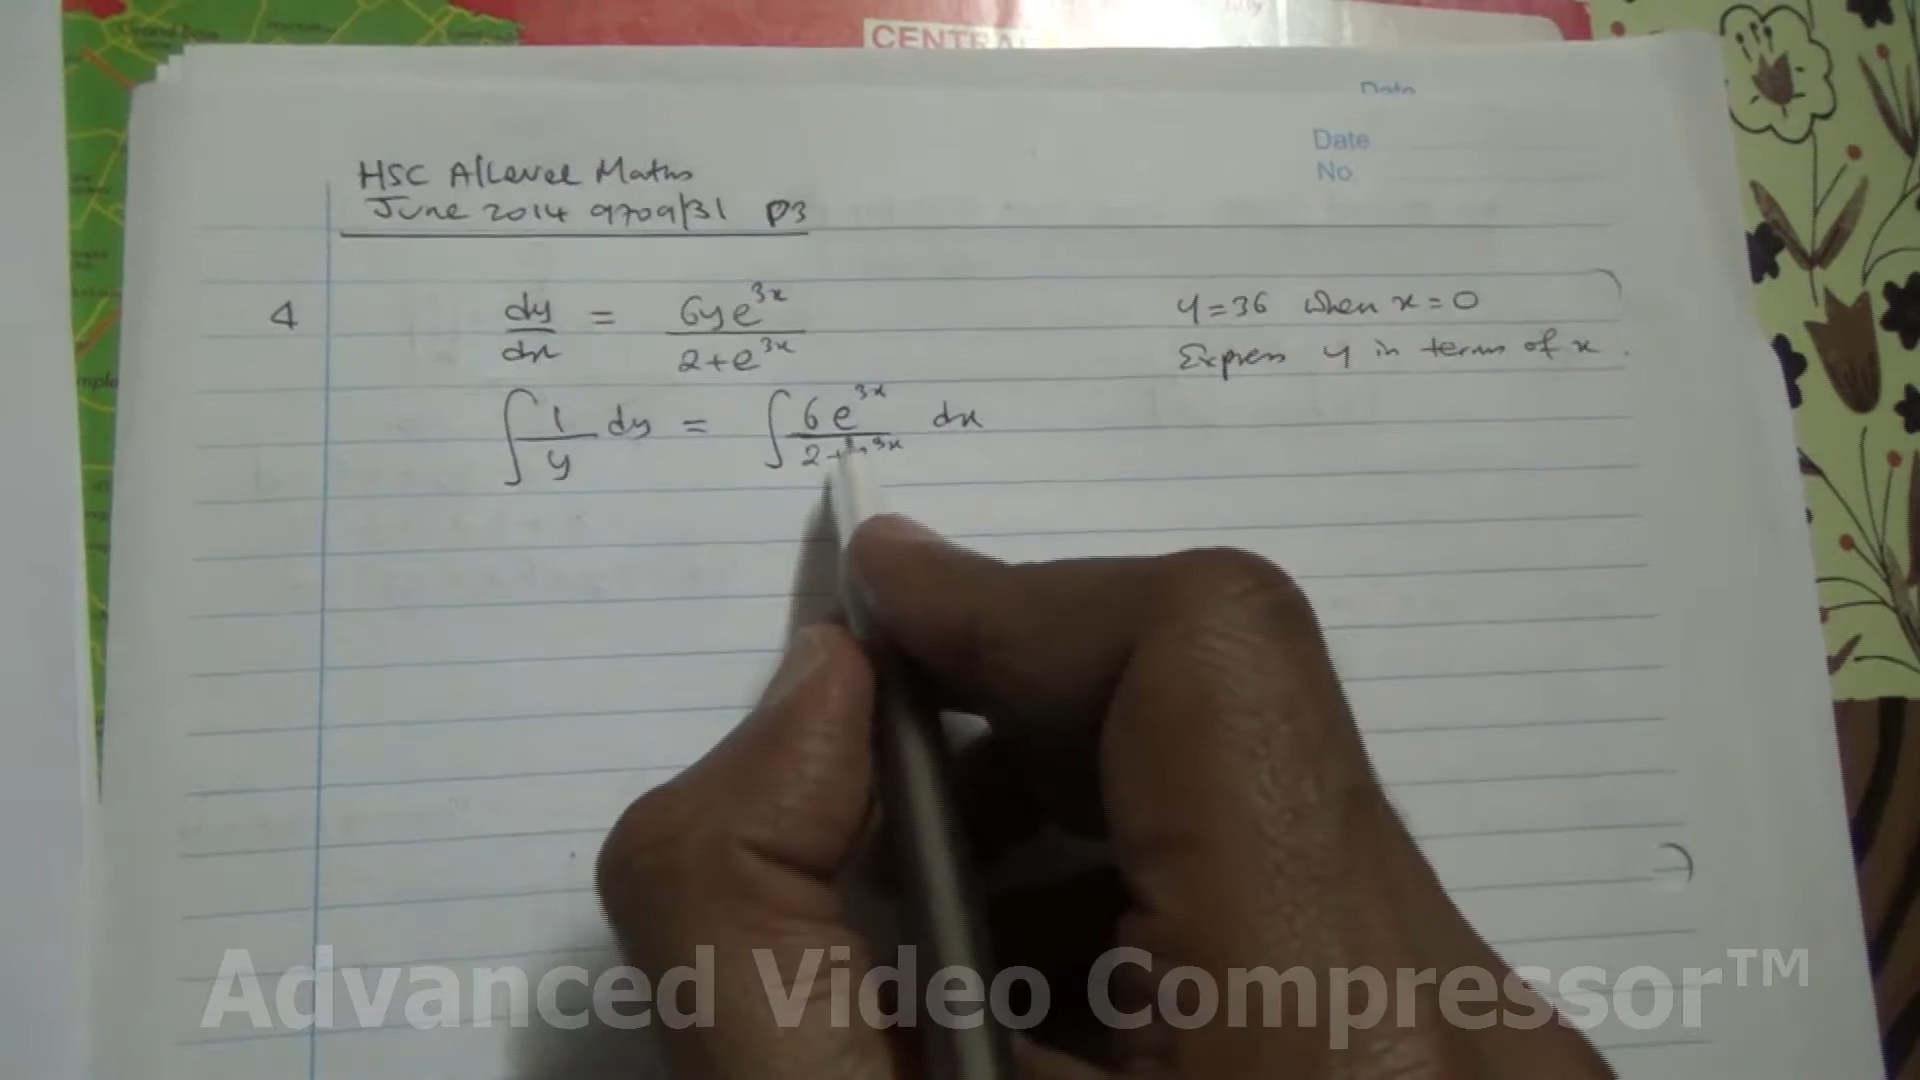 CENTRAL
Date
Date
No.
HSC A/Level Maths
June 2014 9709/31 P3
4 dy/dx = 6ye^3x / 2+e^3x
y=36 when x=0
Express y in terms of x.
∫ 1/y dy = ∫ 6e^3x / 2+e^3x dx
Advanced Video Compressor™